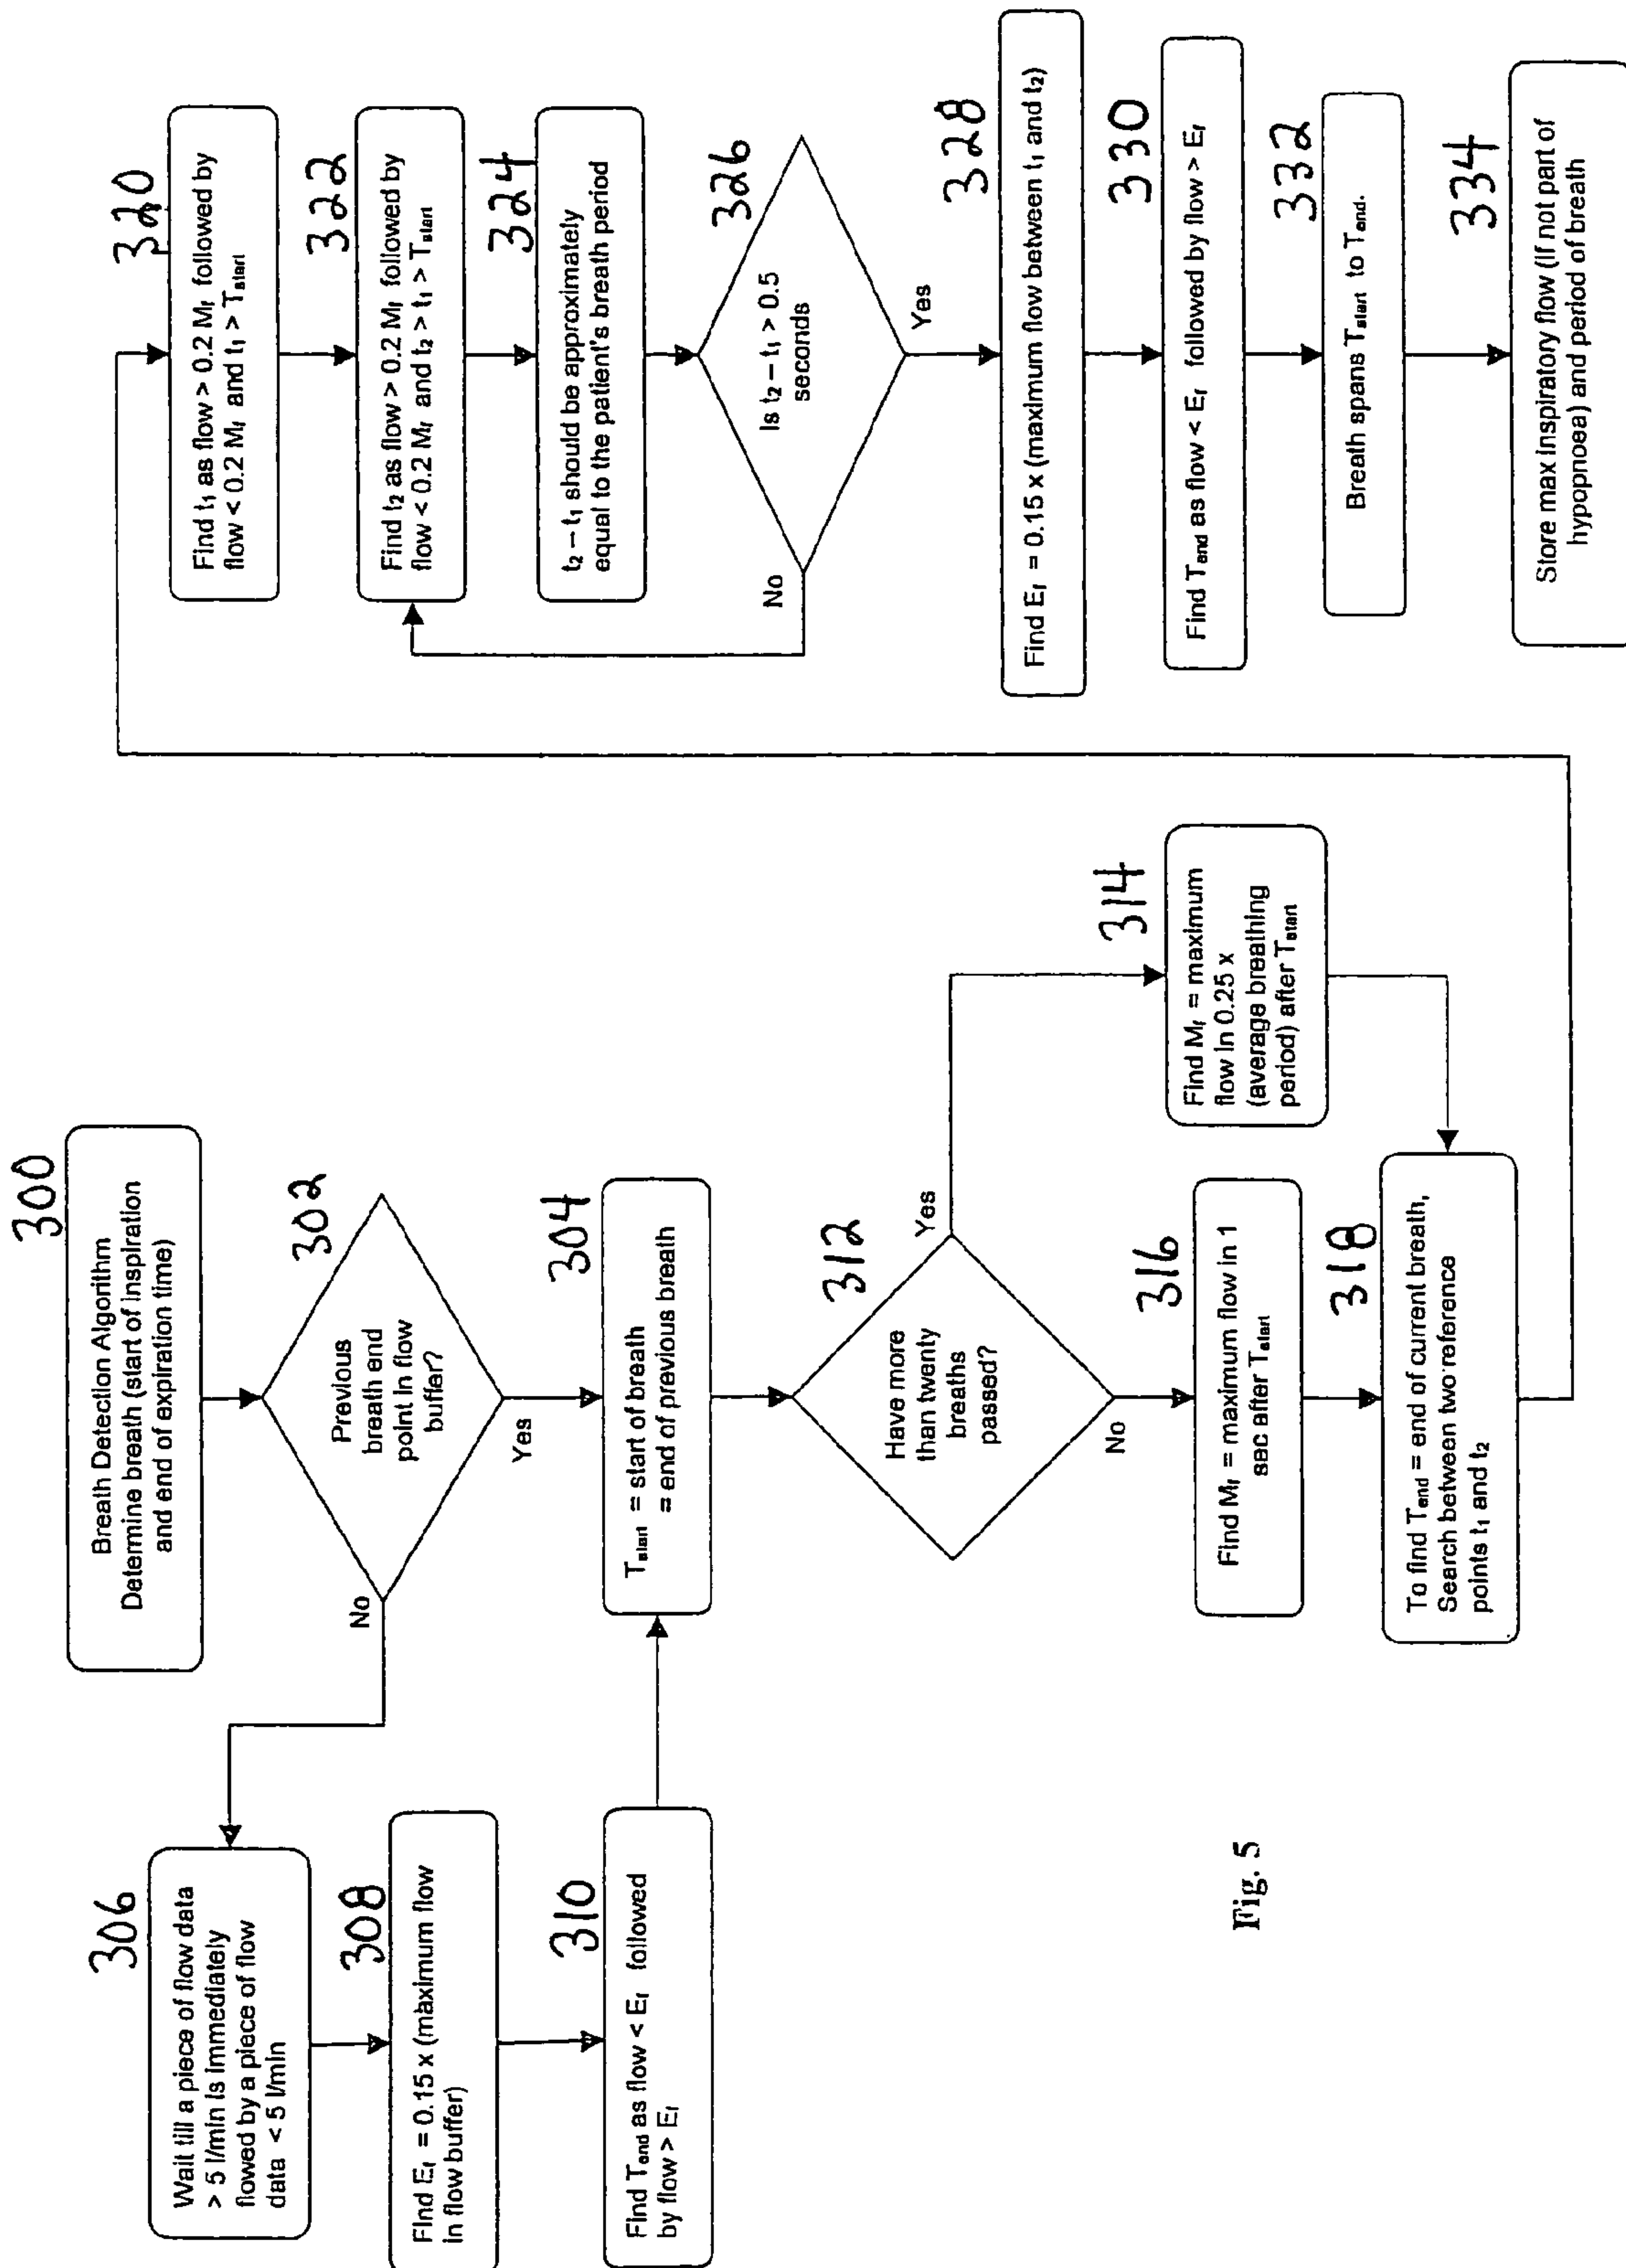 300
Breath Detection Algorithm
Determine breath (start of inspiration
and end of expiration time)
302
Previous
breath end
point in flow
buffer?
No
Yes
306
Wait till a piece of flow data
> 5 l/min is immediately
flowed by a piece of flow
data < 5 l/min
308
Find Ef = 0.15 x (maximum flow
in flow buffer)
310
Find Tend as flow < Ef followed
by flow > Ef
304
Tstart = start of breath
= end of previous breath
312
Have more
than twenty
breaths
passed?
Yes
No
314
Find Mf = maximum
flow in 0.25 x
(average breathing
period) after Tstart
316
Find Mf = maximum flow in 1
sec after Tstart
318
To find Tend = end of current breath,
Search between two reference
points t1 and t2
320
Find t1 as flow > 0.2 Mf followed by
flow < 0.2 Mf and t1 > Tstart
322
Find t2 as flow > 0.2 Mf followed by
flow < 0.2 Mf and t2 > t1 > Tstart
324
t2 – t1 should be approximately
equal to the patient's breath period
326
Is t2 – t1 > 0.5
seconds
No
Yes
328
Find Ef = 0.15 x (maximum flow between t1 and t2)
330
Find Tend as flow < Ef followed by flow > Ef
332
Breath spans Tstart to Tend.
334
Store max inspiratory flow (if not part of
hypopnoea) and period of breath
Fig. 5